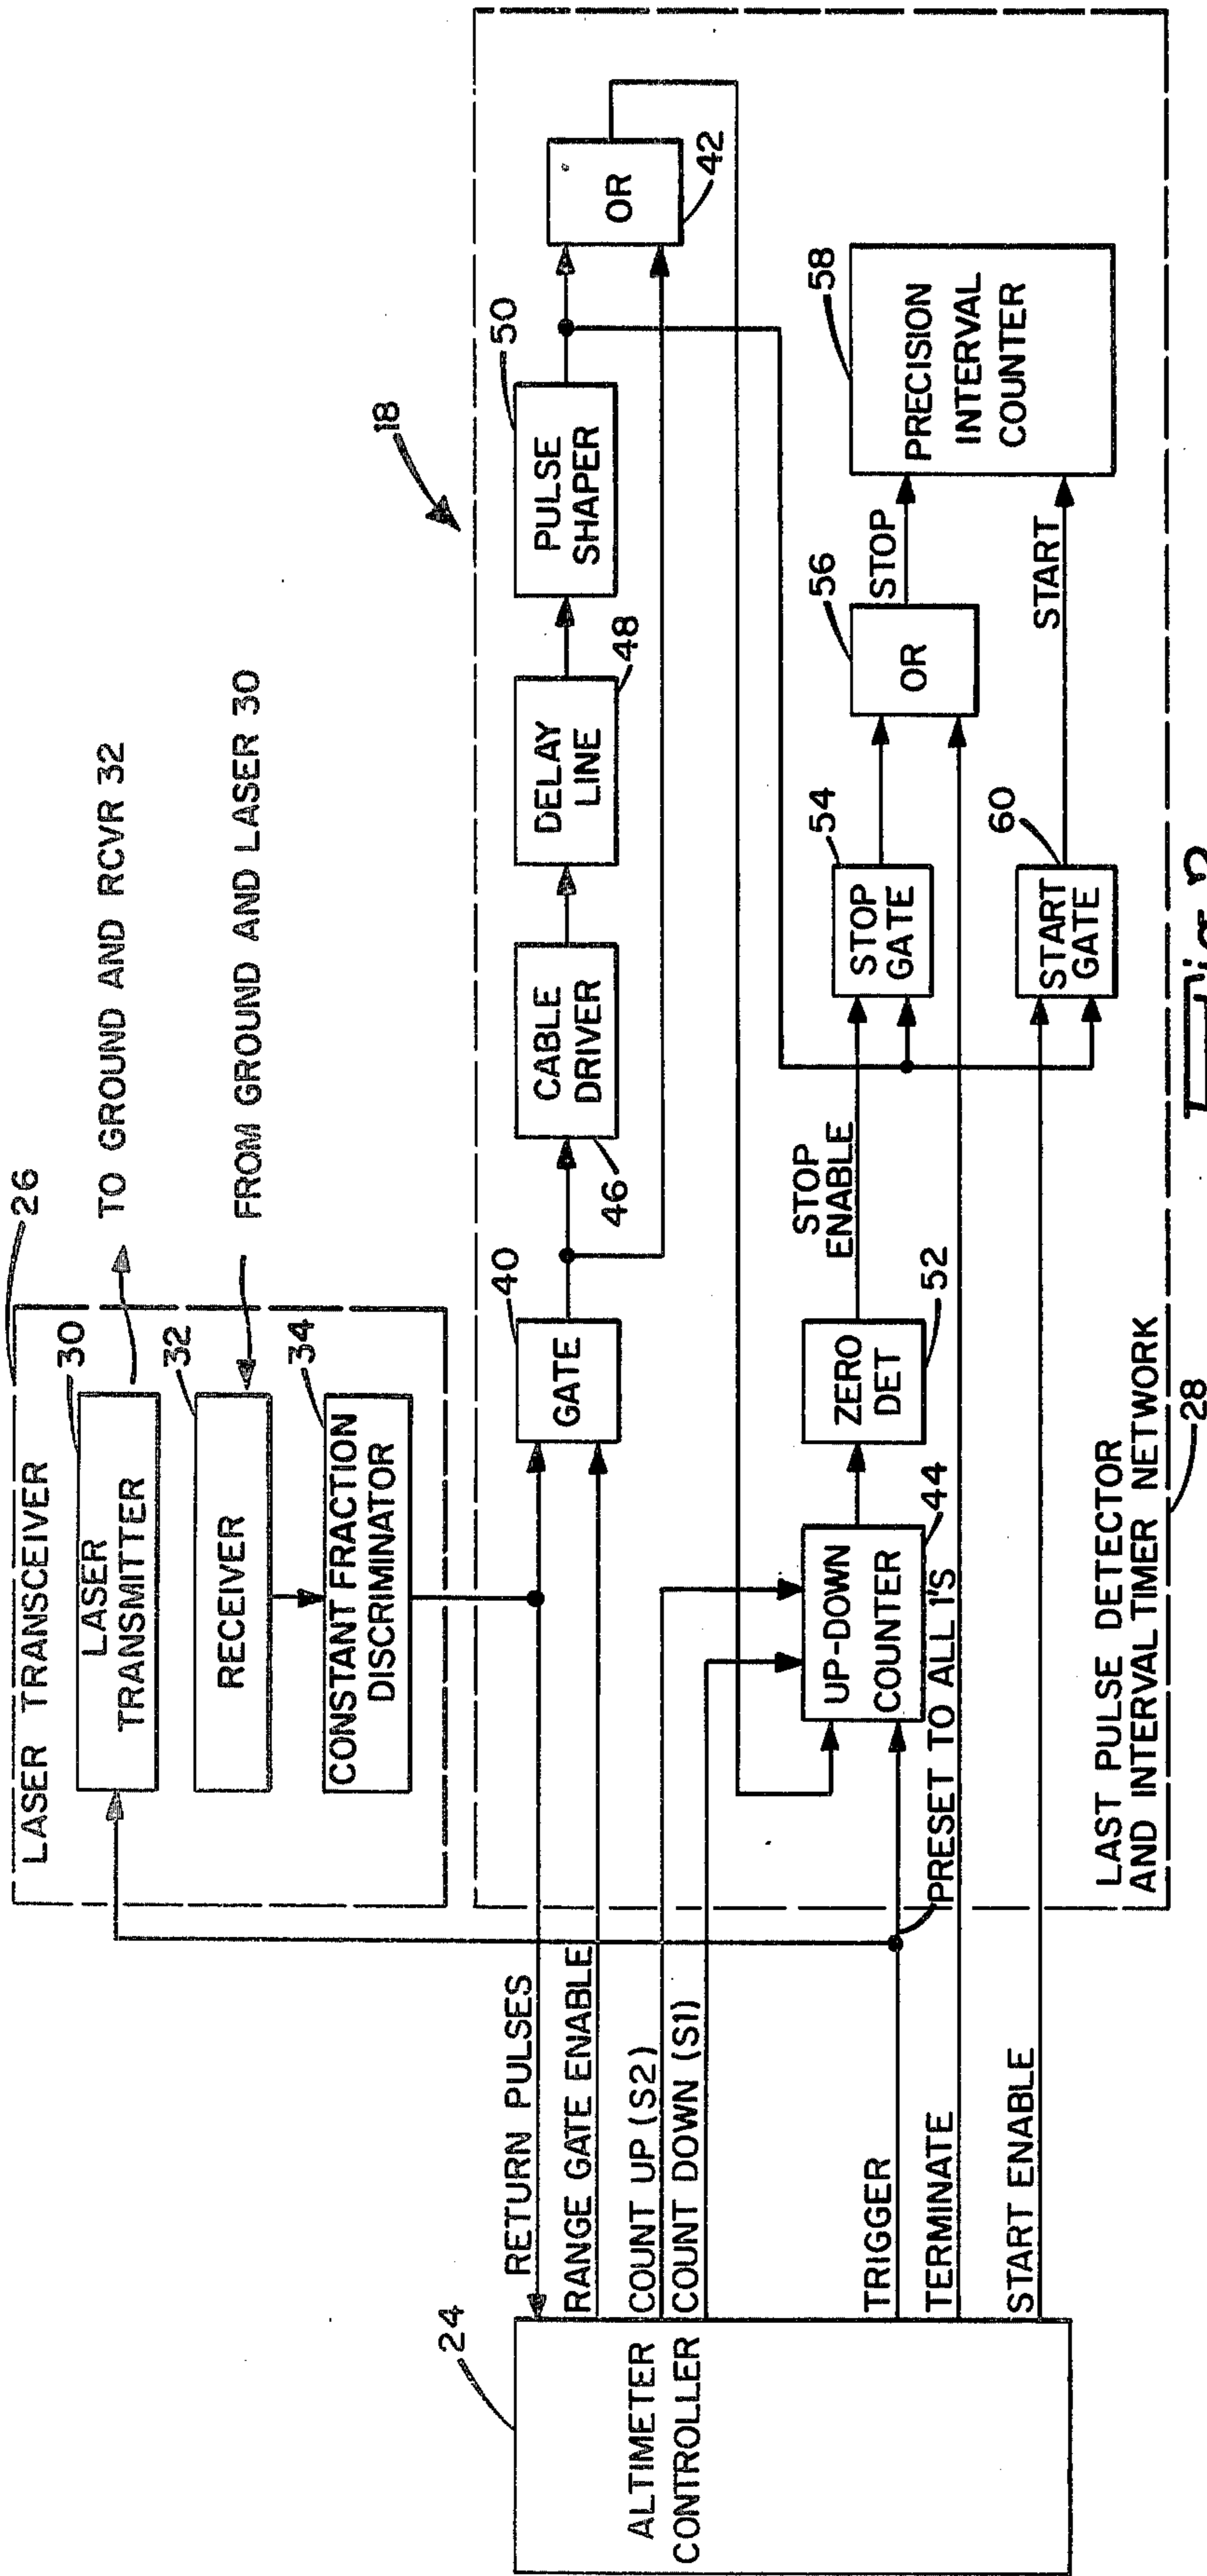 26
LASER TRANSCEIVER
30
LASER
TRANSMITTER
TO GROUND AND RCVR 32
32
RECEIVER
FROM GROUND AND LASER 30
34
CONSTANT FRACTION
DISCRIMINATOR
18
24
ALTIMETER
CONTROLLER
RETURN PULSES
RANGE GATE ENABLE
COUNT UP (S2)
COUNT DOWN (S1)
TRIGGER
TERMINATE
START ENABLE
40
GATE
46
CABLE
DRIVER
48
DELAY
LINE
50
PULSE
SHAPER
OR
42
UP-DOWN
COUNTER
44
PRESET TO ALL 1'S
ZERO
DET
52
STOP
ENABLE
54
STOP
GATE
56
OR
STOP
58
PRECISION
INTERVAL
COUNTER
60
START
GATE
START
LAST PULSE DETECTOR
AND INTERVAL TIMER NETWORK
28